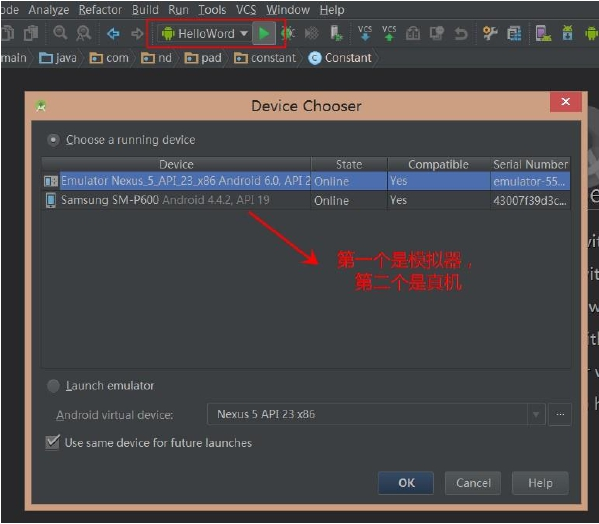 ode Analyze Refactor Build Run Tools VCS Window Help
HelloWord VCS VCS
main java com nd pad constant Constant
Device Chooser
Choose a running device
Device State Compatible Serial Number
Emulator Nexus_5_API_23_x86 Android 6.0, API 2 Online Yes emulator-55...
Samsung SM-P600 Android 4.4.2, API 19 Online Yes 43007f39d3c...
第一个是模拟器，
第二个是真机
Launch emulator
Android virtual device: Nexus 5 API 23 x86 ...
Use same device for future launches
OK Cancel Help